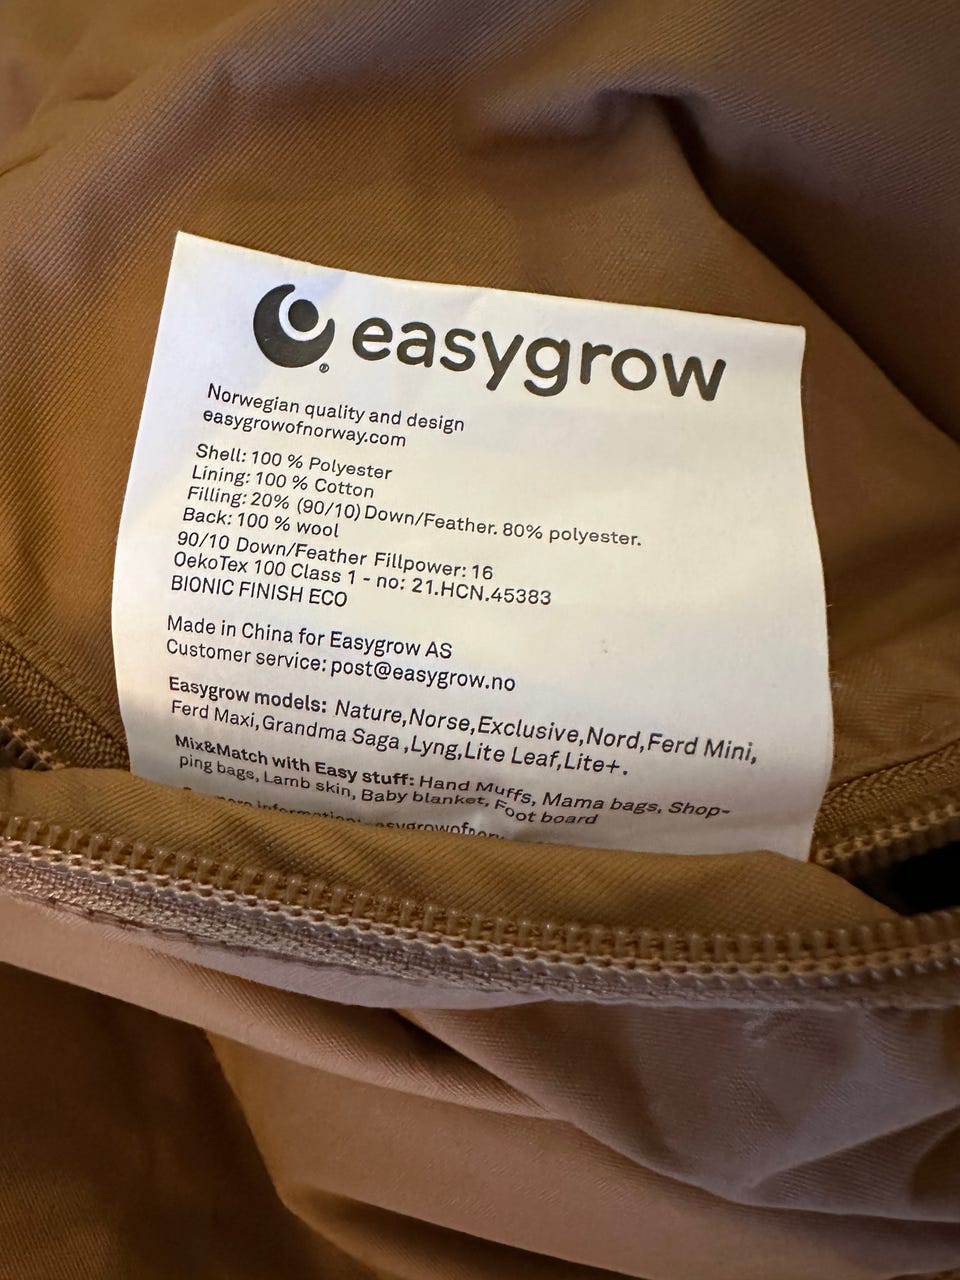 easygrow
®
Norwegian quality and design
easygrowofnorway.com
Shell: 100 % Polyester
Lining: 100 % Cotton
Filling: 20% (90/10) Down/Feather. 80% polyester.
Back: 100 % wool
90/10 Down/Feather Fillpower: 16
OekoTex 100 Class 1 - no: 21.HCN.45383
BIONIC FINISH ECO
Made in China for Easygrow AS
Customer service: post@easygrow.no
Easygrow models: Nature,Norse,Exclusive,Nord,Ferd Mini,
Ferd Maxi,Grandma Saga ,Lyng,Lite Leaf,Lite+.
Mix&Match with Easy stuff: Hand Muffs, Mama bags, Shop-
ping bags, Lamb skin, Baby blanket, Foot board
more information: